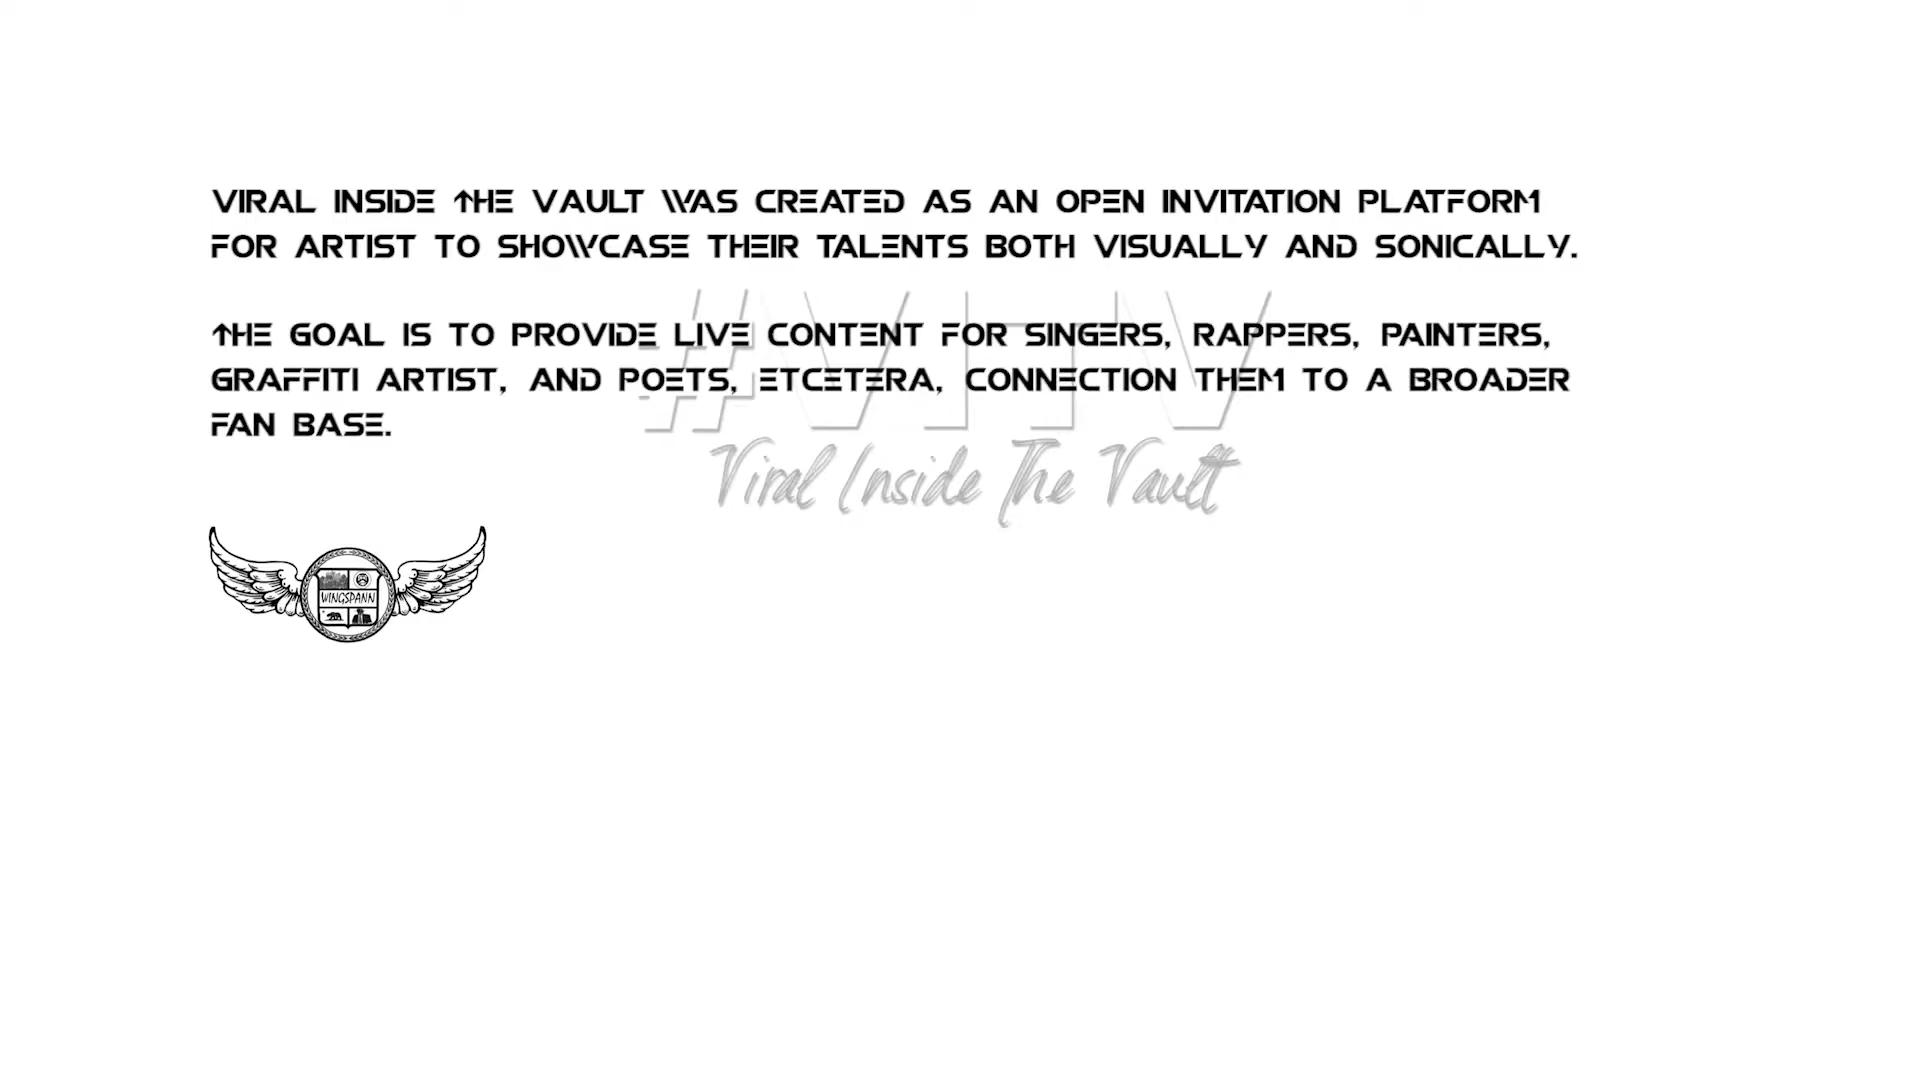 VIRAL INSIDE THE VAULT WAS CREATED AS AN OPEN INVITATION PLATFORM
FOR ARTIST TO SHOWCASE THEIR TALENTS BOTH VISUALLY AND SONICALLY.
THE GOAL IS TO PROVIDE LIVE CONTENT FOR SINGERS, RAPPERS, PAINTERS,
GRAFFITI ARTIST, AND POETS, ETCETERA, CONNECTION THEM TO A BROADER
FAN BASE.
Viral Inside The Vault
WINGSPANN